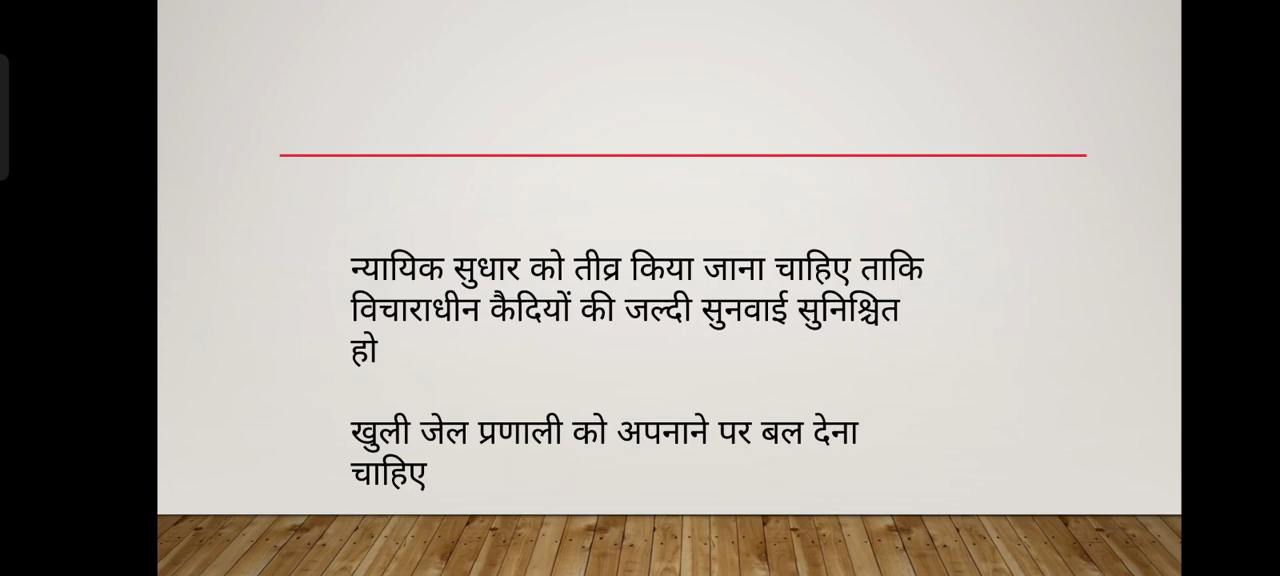 न्यायिक सुधार को तीव्र किया जाना चाहिए ताकि
विचाराधीन कैदियों की जल्दी सुनवाई सुनिश्चित
हो
खुली जेल प्रणाली को अपनाने पर बल देना
चाहिए